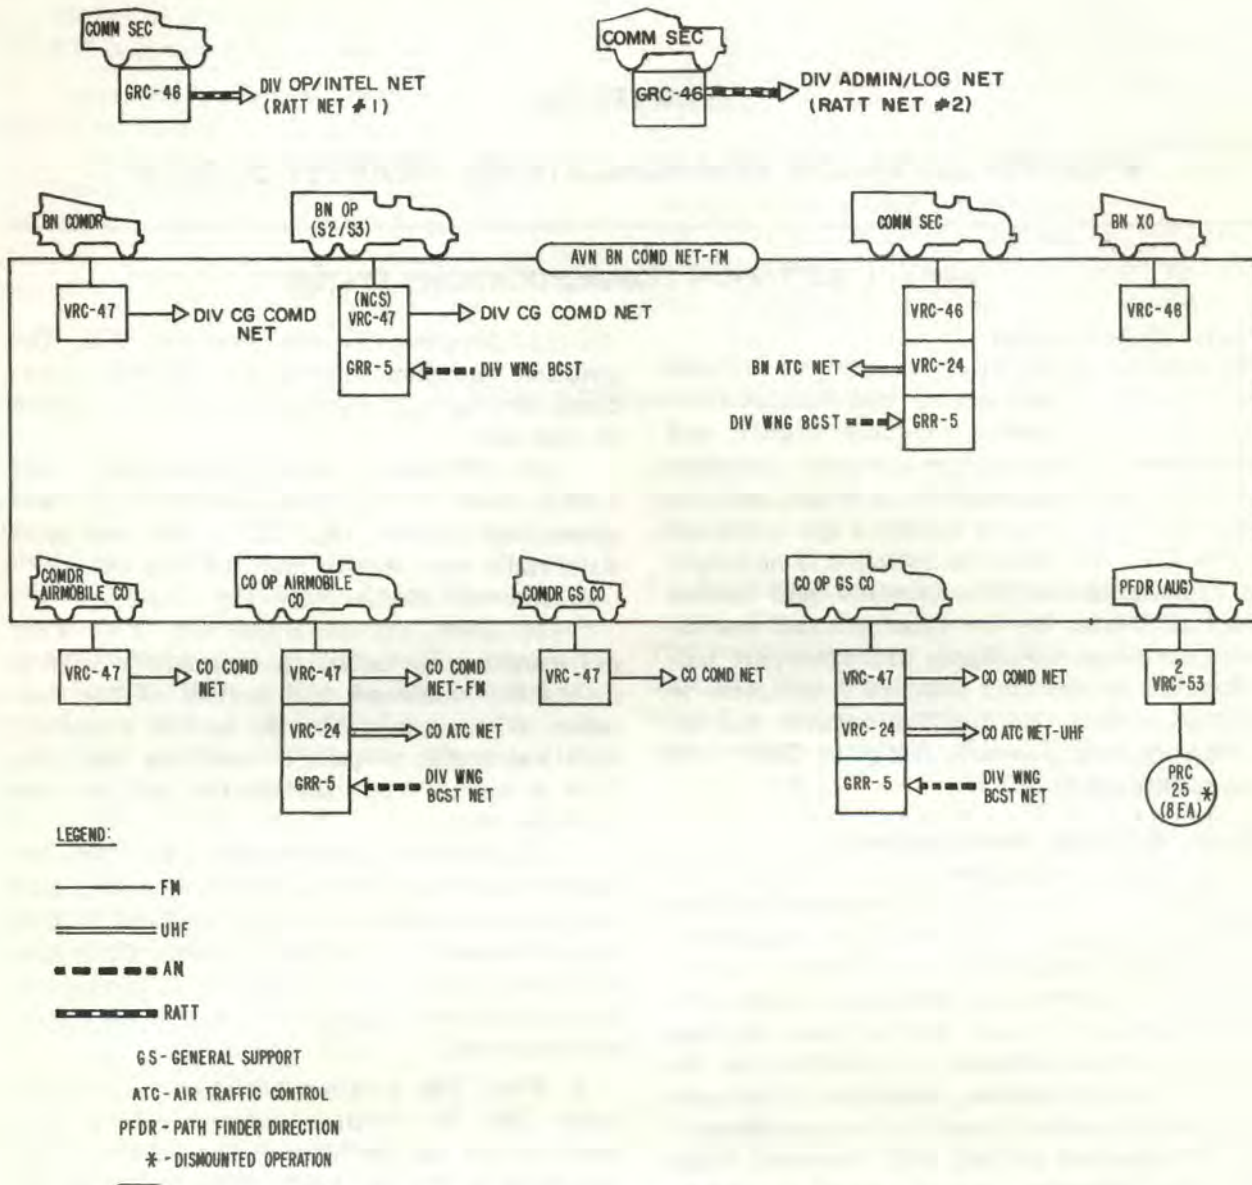 COMM SEC
GRC-46
DIV OP/INTEL NET
(RATT NET #1)
COMM SEC
GRC-46
DIV ADMIN/LOG NET
(RATT NET #2)
BN COMDR
BN OP
(S2/S3)
COMM SEC
BN XO
AVN BN COMD NET-FM
VRC-47
DIV CG COMD
NET
(NCS)
VRC-47
DIV CG COMD NET
GRR-5
DIV WNG BCST
VRC-46
BN ATC NET
VRC-24
DIV WNG BCST
GRR-5
VRC-48
COMDR
AIRMOBILE CO
CO OP AIRMOBILE
CO
COMDR GS CO
CO OP GS CO
PFDR (AUG)
VRC-47
CO COMD
NET
VRC-47
CO COMD
NET-FM
VRC-24
CO ATC NET
GRR-5
DIV WNG
BCST NET
VRC-47
CO COMD NET
VRC-47
CO COMD NET
VRC-24
CO ATC NET-UHF
GRR-5
DIV WNG
BCST NET
2
VRC-53
PRC
25 *
(8 EA)
LEGEND:
FM
UHF
AM
RATT
GS - GENERAL SUPPORT
ATC - AIR TRAFFIC CONTROL
PFDR - PATH FINDER DIRECTION
* - DISMOUNTED OPERATION